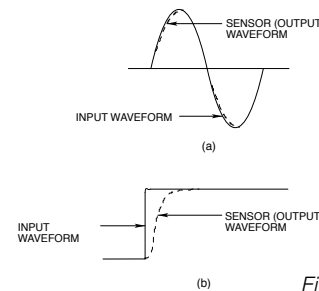 SENSOR (OUTPUT
WAVEFORM
INPUT WAVEFORM
(a)
INPUT
WAVEFORM
SENSOR (OUTPUT
WAVEFORM
(b)
Fi